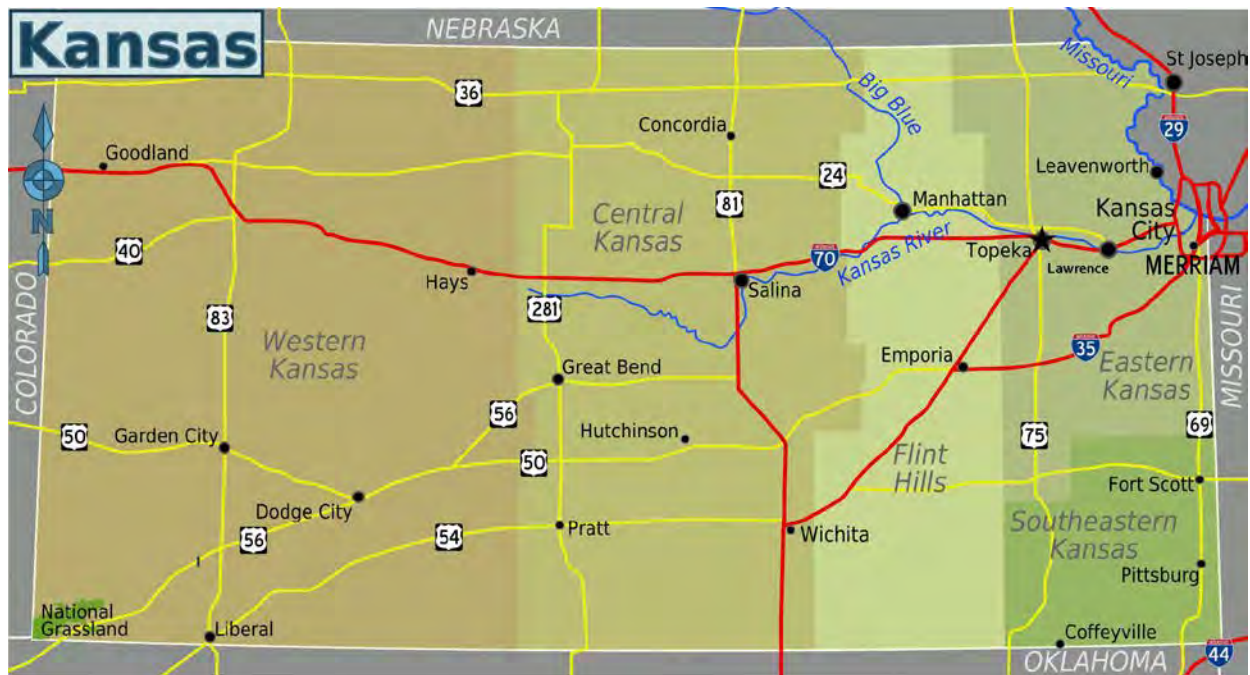 Kansas
NEBRASKA
Missouri
St Joseph
36
Big Blue
Concordia
29
Goodland
Leavenworth
24
N
81
Manhattan
Kansas
City
Central
Kansas
40
Kansas River
70
Topeka
Lawrence
MERRIAM
Hays
Salina
281
83
COLORADO
MISSOURI
Western
Kansas
35
Emporia
Eastern
Kansas
Great Bend
56
50
Garden City
Hutchinson
75
69
50
Flint
Hills
Fort Scott
Dodge City
Southeastern
Kansas
56
54
Pratt
Wichita
Pittsburg
National
Grassland
Liberal
Coffeyville
OKLAHOMA
44